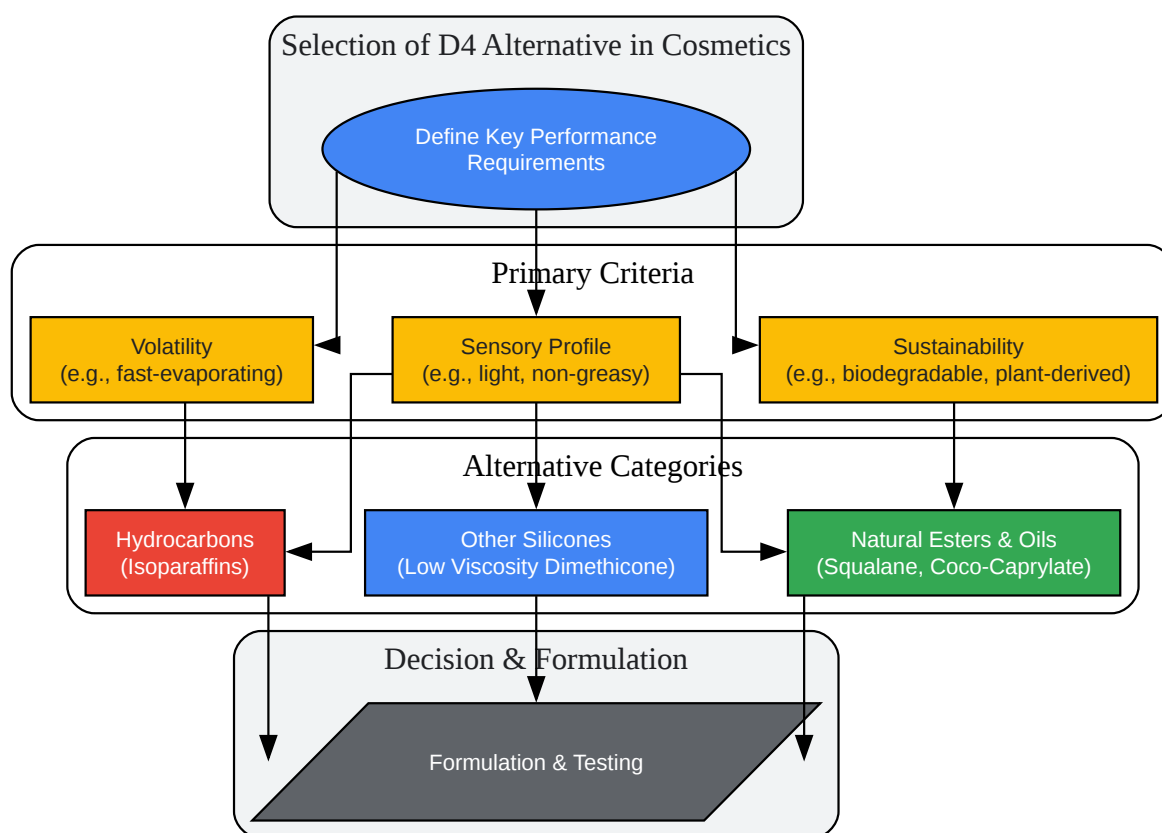 Selection of D4 Alternative in Cosmetics
Define Key Performance
Requirements
Primary Criteria
Volatility
(e.g., fast-evaporating)
Sensory Profile
(e.g., light, non-greasy)
Sustainability
(e.g., biodegradable, plant-derived)
Alternative Categories
Hydrocarbons
(Isoparaffins)
Other Silicones
(Low Viscosity Dimethicone)
Natural Esters & Oils
(Squalane, Coco-Caprylate)
Decision & Formulation
Formulation & Testing